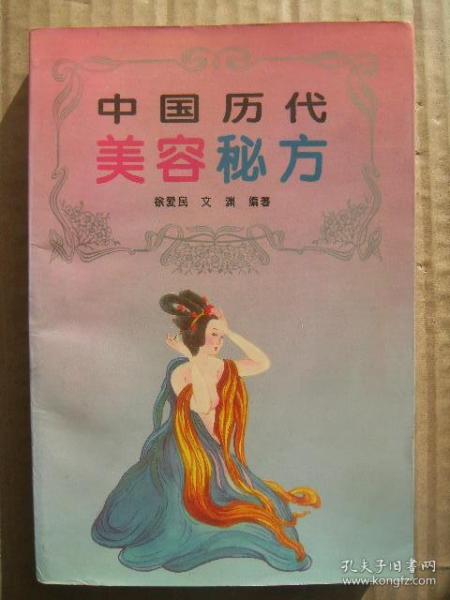 中国历代
美容秘方
徐爱民 文渊 编著
孔夫子旧书网
www.kongfz.com